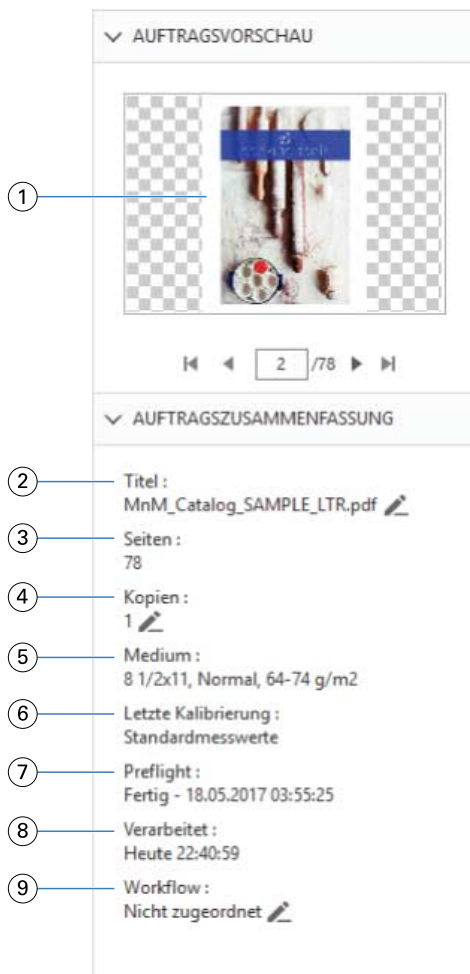 AUFTRAGSVORSCHAU
1
2 /78
AUFTRAGSZUSAMMENFASSUNG
2 Titel :
MnM_Catalog_SAMPLE_LTR.pdf
3 Seiten :
78
4 Kopien :
1
5 Medium :
8 1/2x11, Normal, 64-74 g/m2
6 Letzte Kalibrierung :
Standardmesswerte
7 Preflight :
Fertig - 18.05.2017 03:55:25
8 Verarbeitet :
Heute 22:40:59
9 Workflow :
Nicht zugeordnet